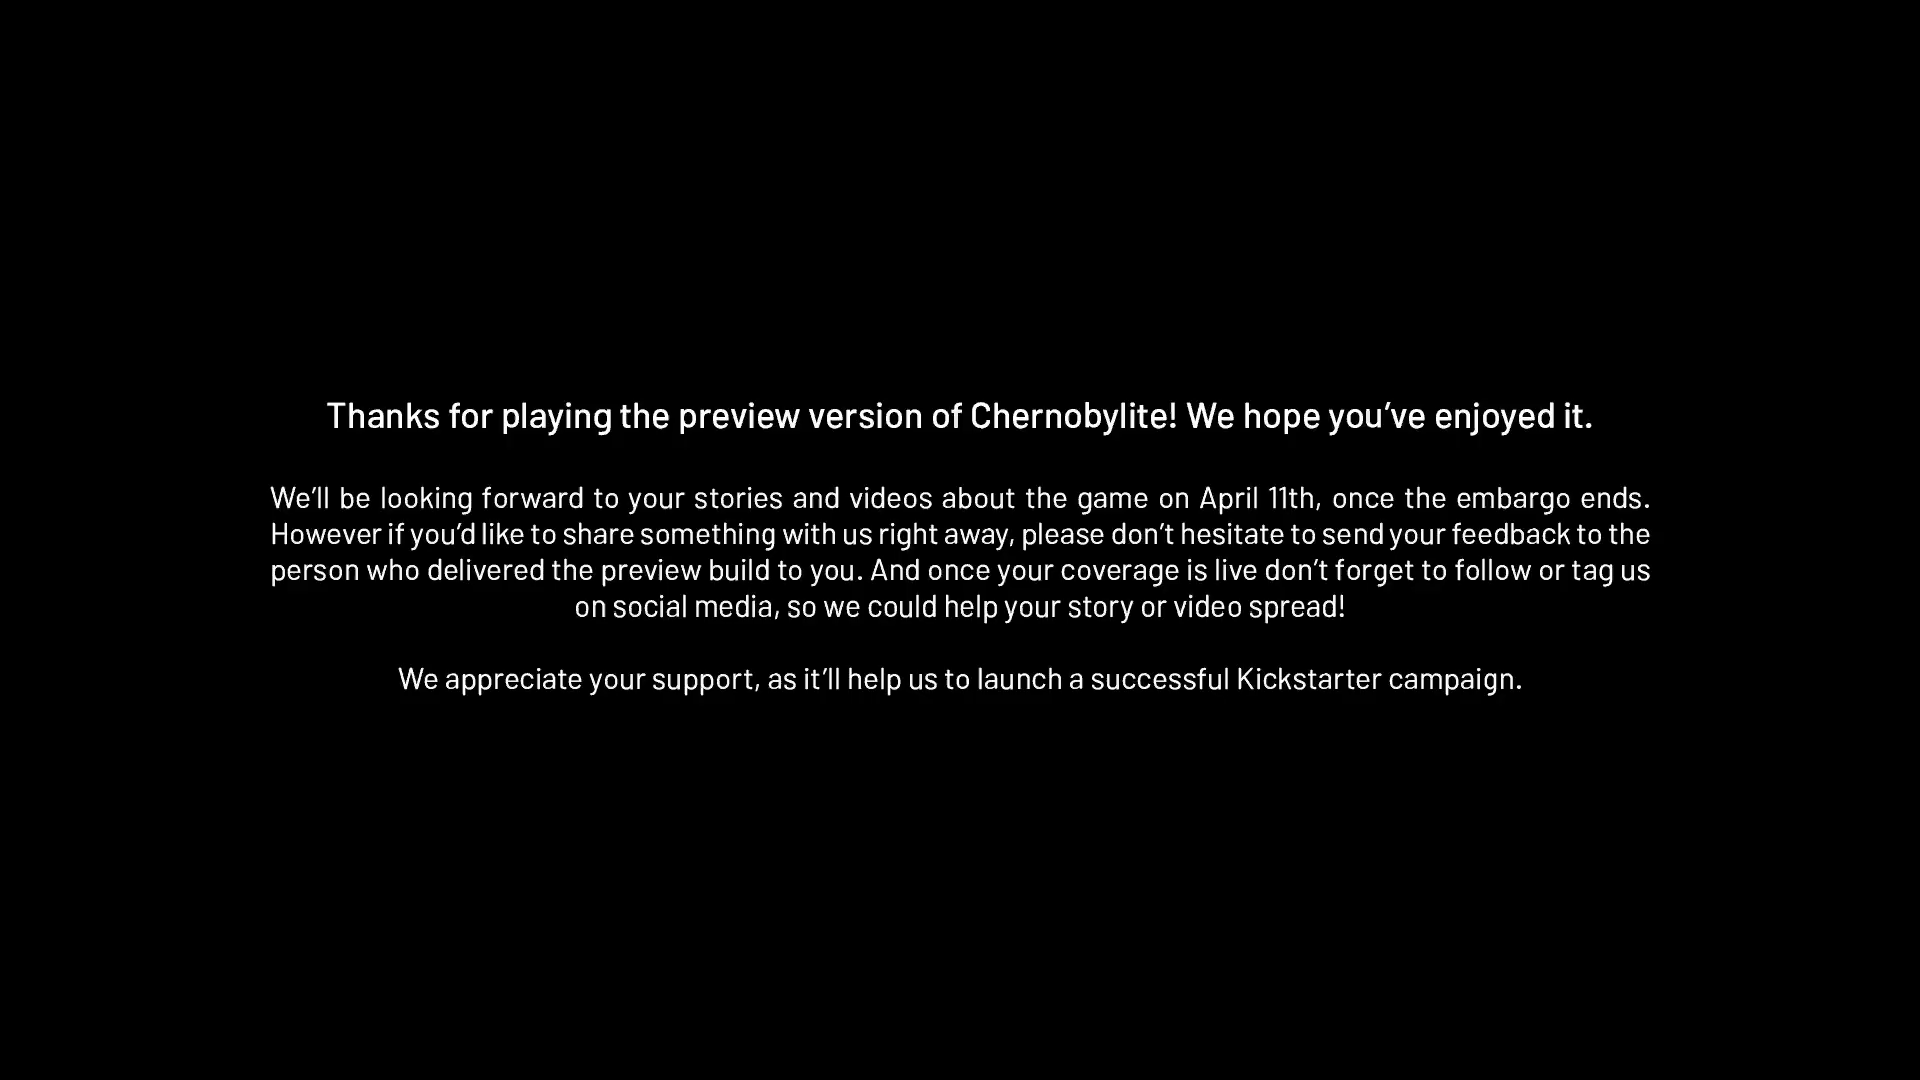 Thanks for playing the preview version of Chernobylite! We hope you’ve enjoyed it.
We’ll be looking forward to your stories and videos about the game on April 11th, once the embargo ends.
However if you’d like to share something with us right away, please don’t hesitate to send your feedback to the
person who delivered the preview build to you. And once your coverage is live don’t forget to follow or tag us
on social media, so we could help your story or video spread!
We appreciate your support, as it’ll help us to launch a successful Kickstarter campaign.